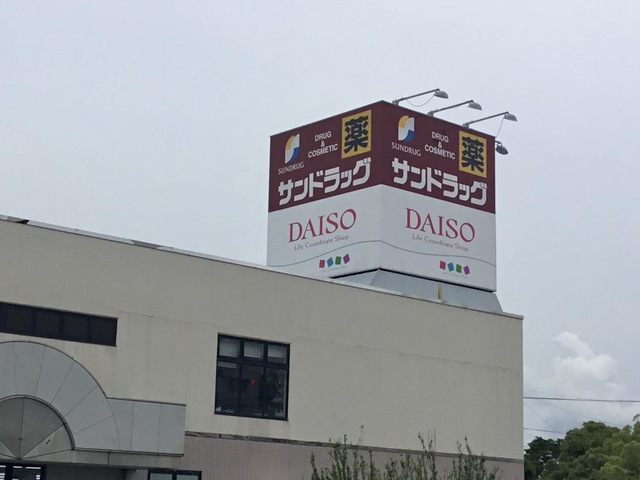 SUNDRUG
DRUG
&
COSMETIC
薬
サンドラッグ
DAISO
Life Coordinate Shop
SUNDRUG
DRUG
&
COSMETIC
薬
サンドラッグ
DAISO
Life Coordinate Shop